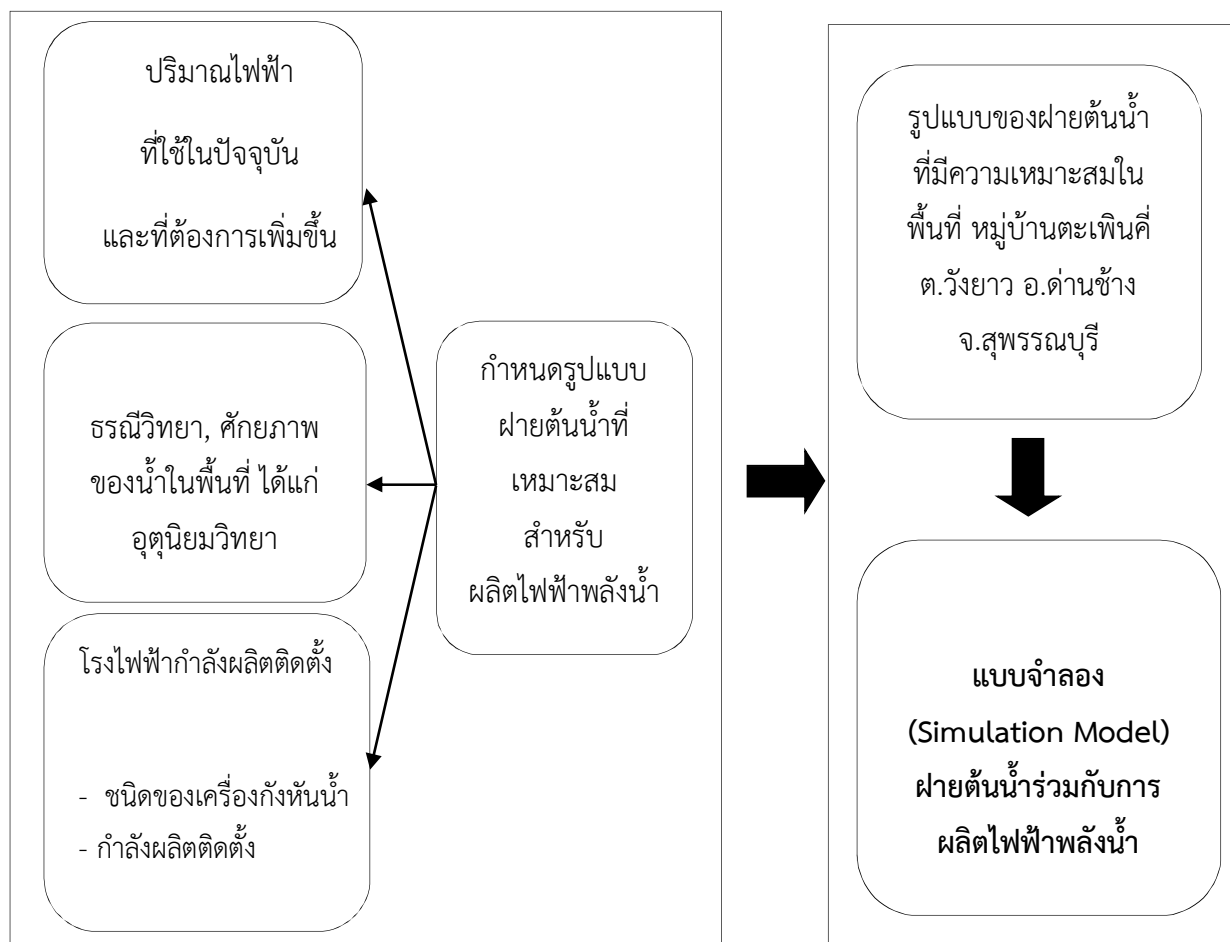 ปริมาณไฟฟ้า
ที่ใช้ในปัจจุบัน
และที่ต้องการเพิ่มขึ้น
ธรณีวิทยา, ศักยภาพ
ของน้ำในพื้นที่ ได้แก่
อุตุนิยมวิทยา
โรงไฟฟ้ากำลังผลิตติดตั้ง
- ชนิดของเครื่องกังหันน้ำ
- กำลังผลิตติดตั้ง
กำหนดรูปแบบ
ฝายต้นน้ำที่
เหมาะสม
สำหรับ
ผลิตไฟฟ้าพลังน้ำ
รูปแบบของฝายต้นน้ำ
ที่มีความเหมาะสมใน
พื้นที่ หมู่บ้านตะเพินคี่
ต.วังยาว อ.ด่านช้าง
จ.สุพรรณบุรี
แบบจำลอง
(Simulation Model)
ฝายต้นน้ำร่วมกับการ
ผลิตไฟฟ้าพลังน้ำ